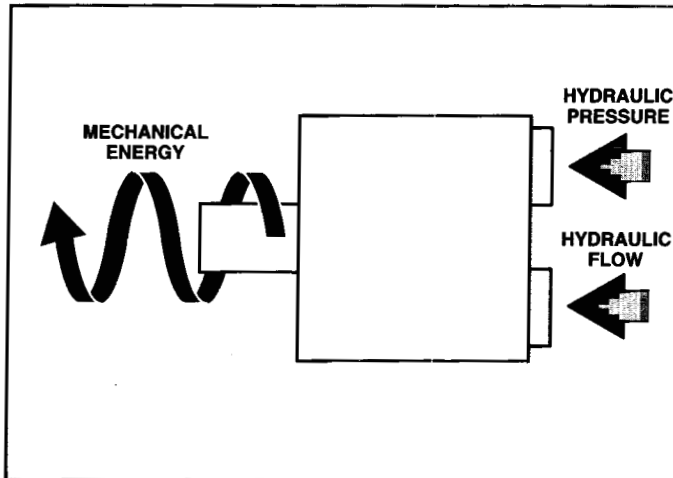 MECHANICAL
ENERGY
HYDRAULIC
PRESSURE
HYDRAULIC
FLOW